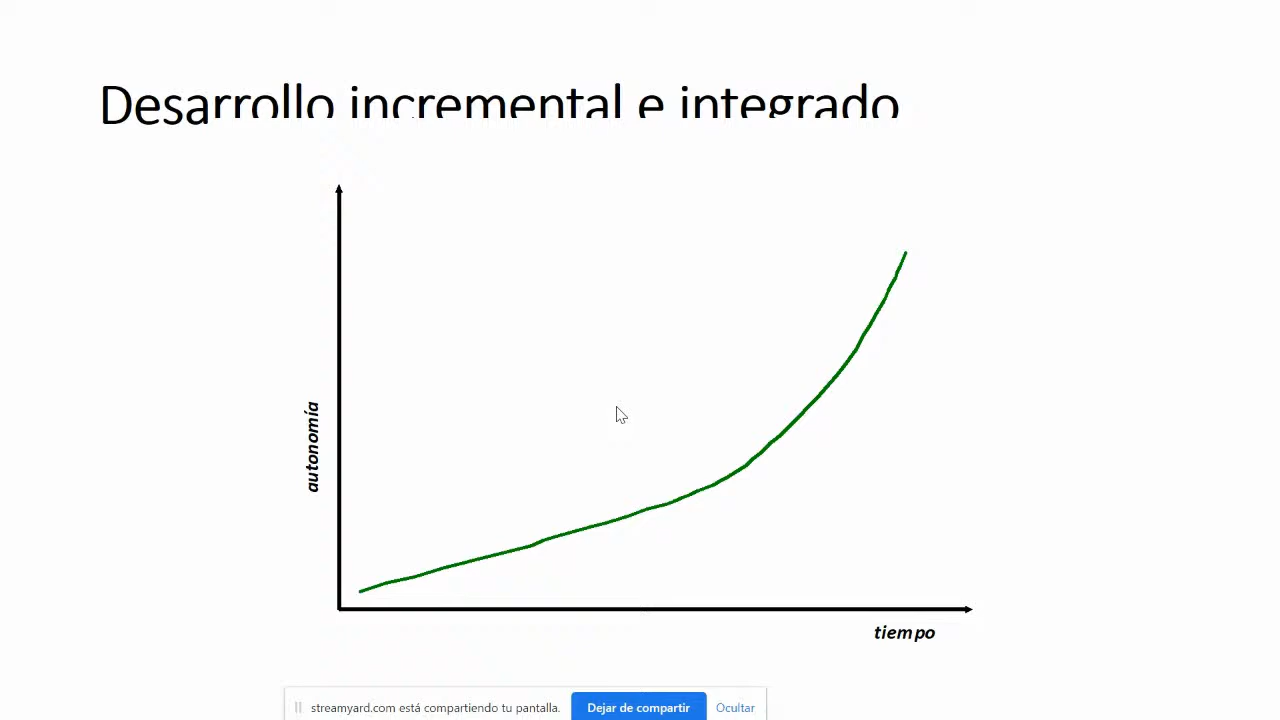 Desarrollo incremental e integrado
autonomía
tiempo
streamyard.com está compartiendo tu pantalla.
Dejar de compartir
Ocultar